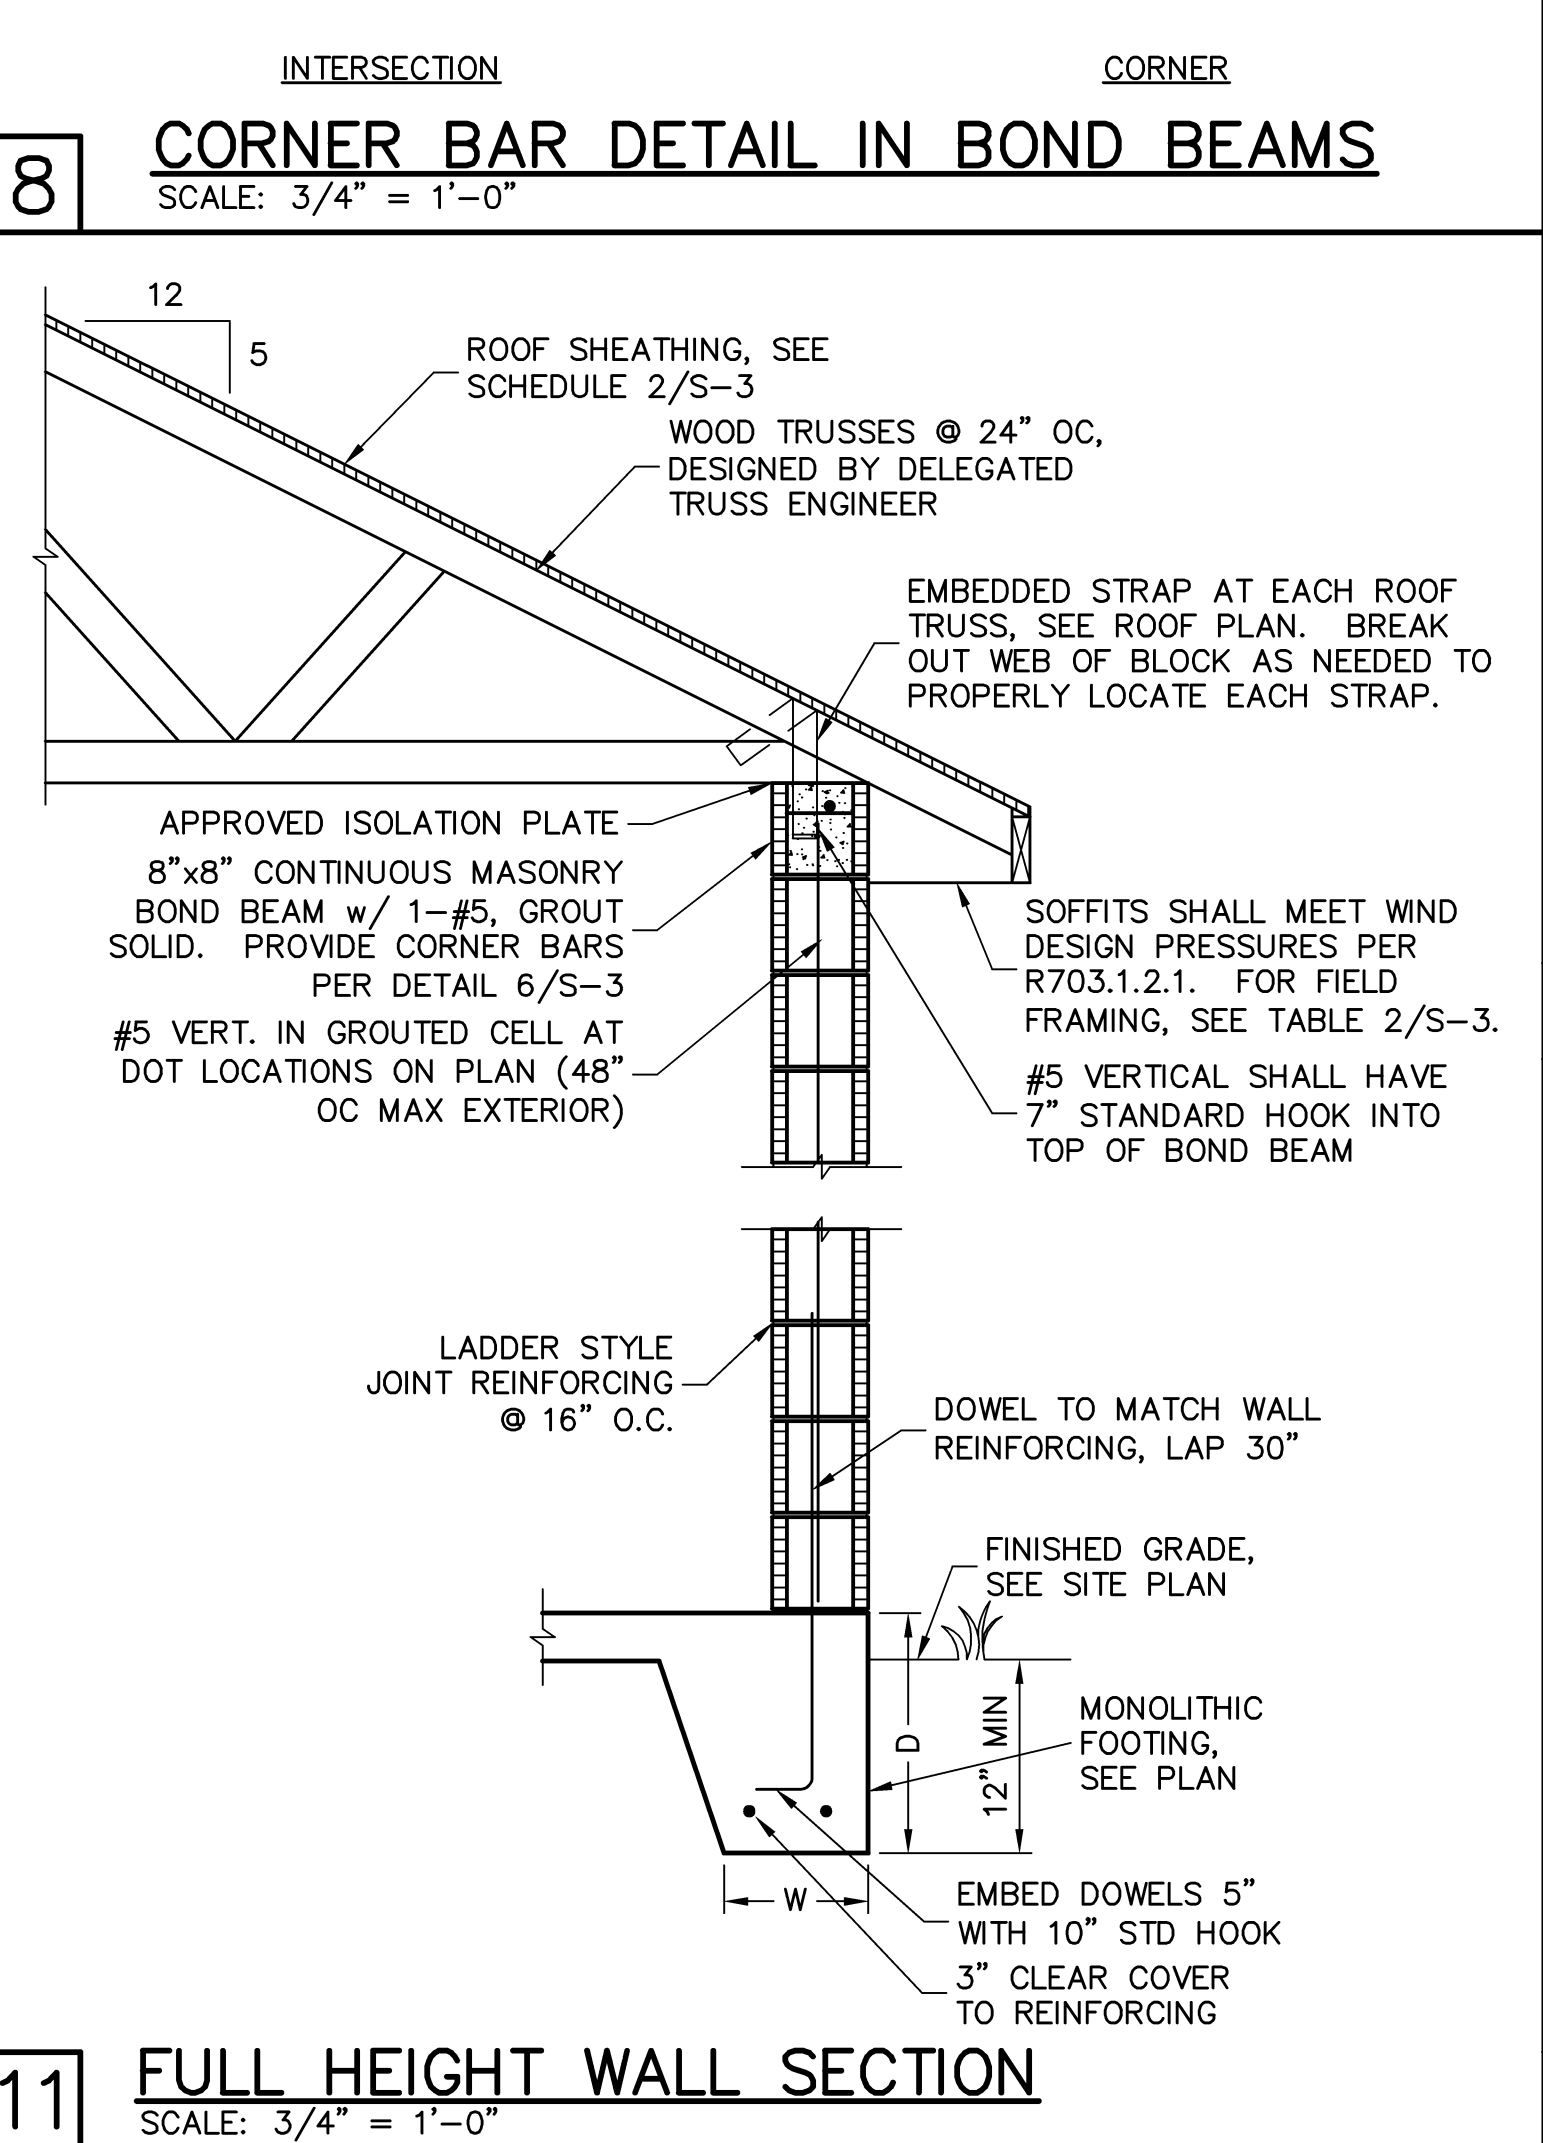 INTERSECTION
CORNER
8
CORNER BAR DETAIL IN BOND BEAMS
SCALE: 3/4" = 1'-0"
12
5
ROOF SHEATHING, SEE
SCHEDULE 2/S-3
WOOD TRUSSES @ 24" OC,
DESIGNED BY DELEGATED
TRUSS ENGINEER
EMBEDDED STRAP AT EACH ROOF
TRUSS, SEE ROOF PLAN. BREAK
OUT WEB OF BLOCK AS NEEDED TO
PROPERLY LOCATE EACH STRAP.
APPROVED ISOLATION PLATE
8"x8" CONTINUOUS MASONRY
BOND BEAM w/ 1-#5, GROUT
SOLID. PROVIDE CORNER BARS
PER DETAIL 6/S-3
#5 VERT. IN GROUTED CELL AT
DOT LOCATIONS ON PLAN (48"
OC MAX EXTERIOR)
SOFFITS SHALL MEET WIND
DESIGN PRESSURES PER
R703.1.2.1. FOR FIELD
FRAMING, SEE TABLE 2/S-3.
#5 VERTICAL SHALL HAVE
7" STANDARD HOOK INTO
TOP OF BOND BEAM
LADDER STYLE
JOINT REINFORCING
@ 16" O.C.
DOWEL TO MATCH WALL
REINFORCING, LAP 30"
FINISHED GRADE,
SEE SITE PLAN
D
12" MIN
MONOLITHIC
FOOTING,
SEE PLAN
W
EMBED DOWELS 5"
WITH 10" STD HOOK
3" CLEAR COVER
TO REINFORCING
11
FULL HEIGHT WALL SECTION
SCALE: 3/4" = 1'-0"